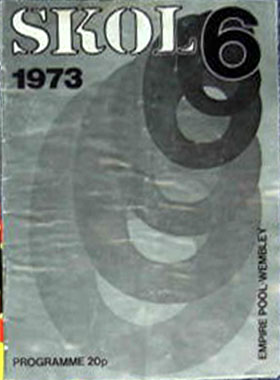 SKOL 6
1973
EMPIRE POOL, WEMBLEY
PROGRAMME 20p